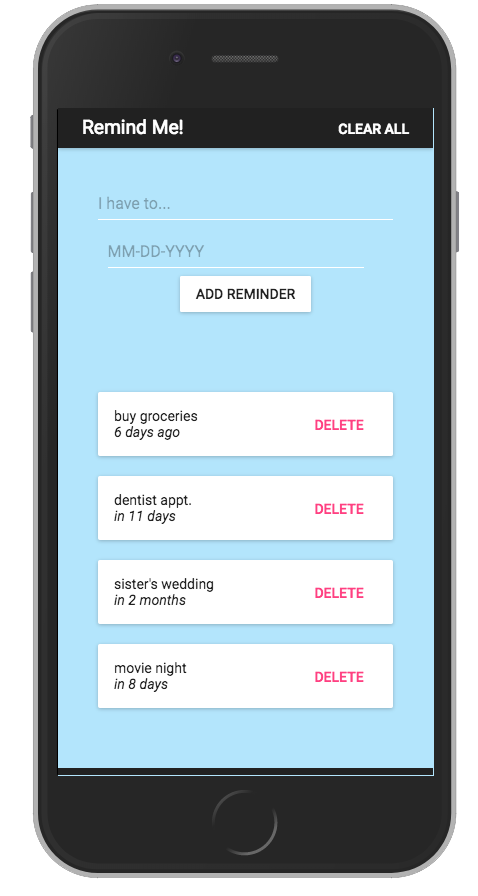 Remind Me!
CLEAR ALL
I have to...
MM-DD-YYYY
ADD REMINDER
buy groceries
6 days ago
DELETE
dentist appt.
in 11 days
DELETE
sister's wedding
in 2 months
DELETE
movie night
in 8 days
DELETE